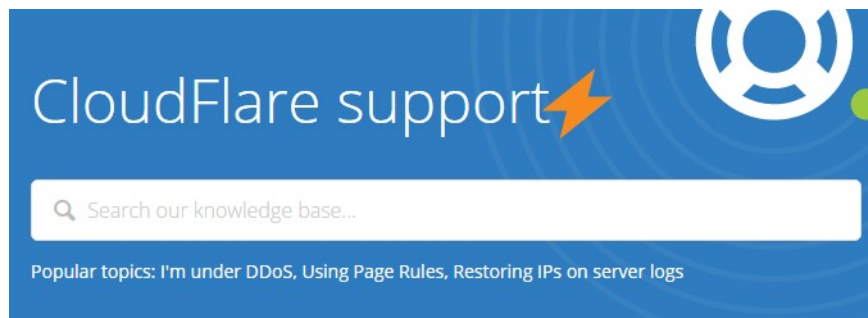 CloudFlare support
Search our knowledge base...
Popular topics: I'm under DDoS, Using Page Rules, Restoring IPs on server logs